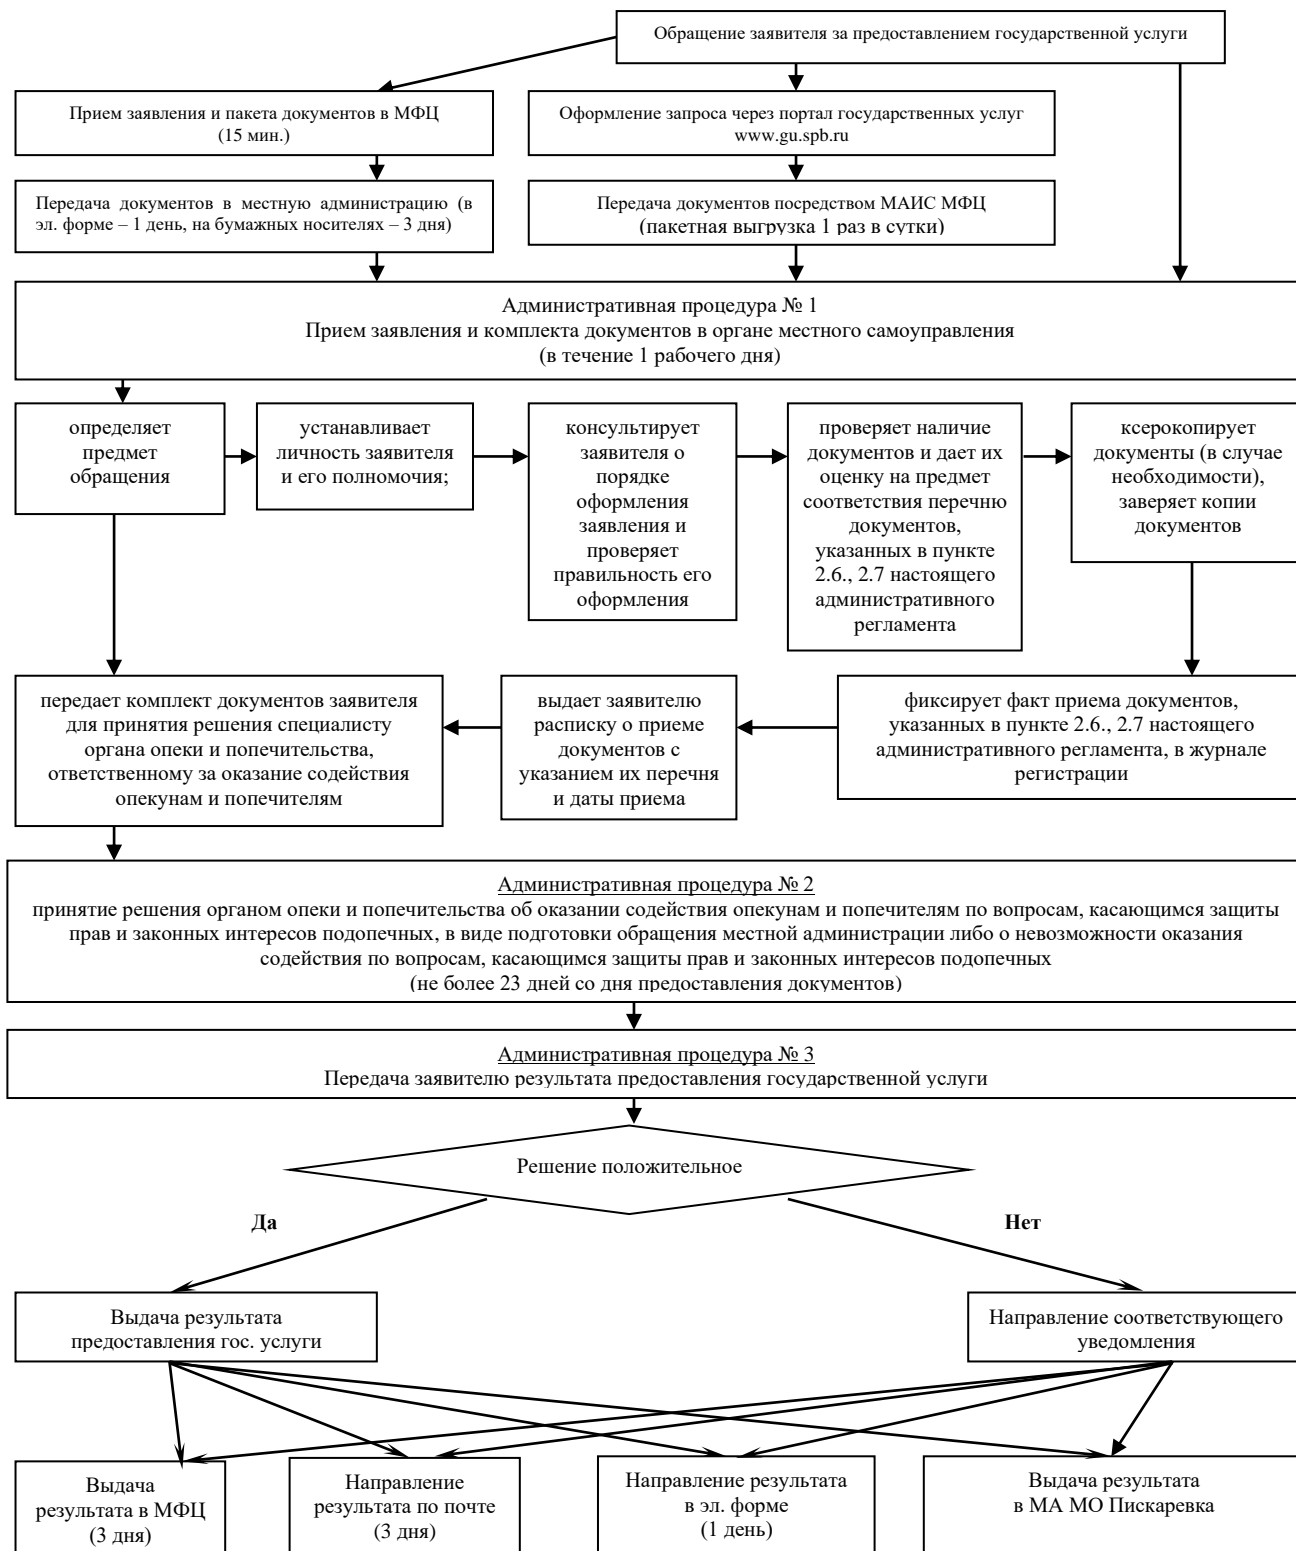 Обращение заявителя за предоставлением государственной услуги
Прием заявления и пакета документов в МФЦ
(15 мин.)
Оформление запроса через портал государственных услуг
www.gu.spb.ru
Передача документов в местную администрацию (в
эл. форме – 1 день, на бумажных носителях – 3 дня)
Передача документов посредством МАИС МФЦ
(пакетная выгрузка 1 раз в сутки)
Административная процедура № 1
Прием заявления и комплекта документов в органе местного самоуправления
(в течение 1 рабочего дня)
определяет
предмет
обращения
устанавливает
личность заявителя
и его полномочия;
консультирует
заявителя о
порядке
оформления
заявления и
проверяет
правильность его
оформления
проверяет наличие
документов и дает их
оценку на предмет
соответствия перечню
документов,
указанных в пункте
2.6., 2.7 настоящего
административного
регламента
ксерокопирует
документы (в случае
необходимости),
заверяет копии
документов
передает комплект документов заявителя
для принятия решения специалисту
органа опеки и попечительства,
ответственному за оказание содействия
опекунам и попечителям
выдает заявителю
расписку о приеме
документов с
указанием их перечня
и даты приема
фиксирует факт приема документов,
указанных в пункте 2.6., 2.7 настоящего
административного регламента, в журнале
регистрации
Административная процедура № 2
принятие решения органом опеки и попечительства об оказании содействия опекунам и попечителям по вопросам, касающимся защиты
прав и законных интересов подопечных, в виде подготовки обращения местной администрации либо о невозможности оказания
содействия по вопросам, касающимся защиты прав и законных интересов подопечных
(не более 23 дней со дня предоставления документов)
Административная процедура № 3
Передача заявителю результата предоставления государственной услуги
Решение положительное
Да
Нет
Выдача результата
предоставления гос. услуги
Направление соответствующего
уведомления
Выдача
результата в МФЦ
(3 дня)
Направление
результата по почте
(3 дня)
Направление результата
в эл. форме
(1 день)
Выдача результата
в МА МО Пискаревка